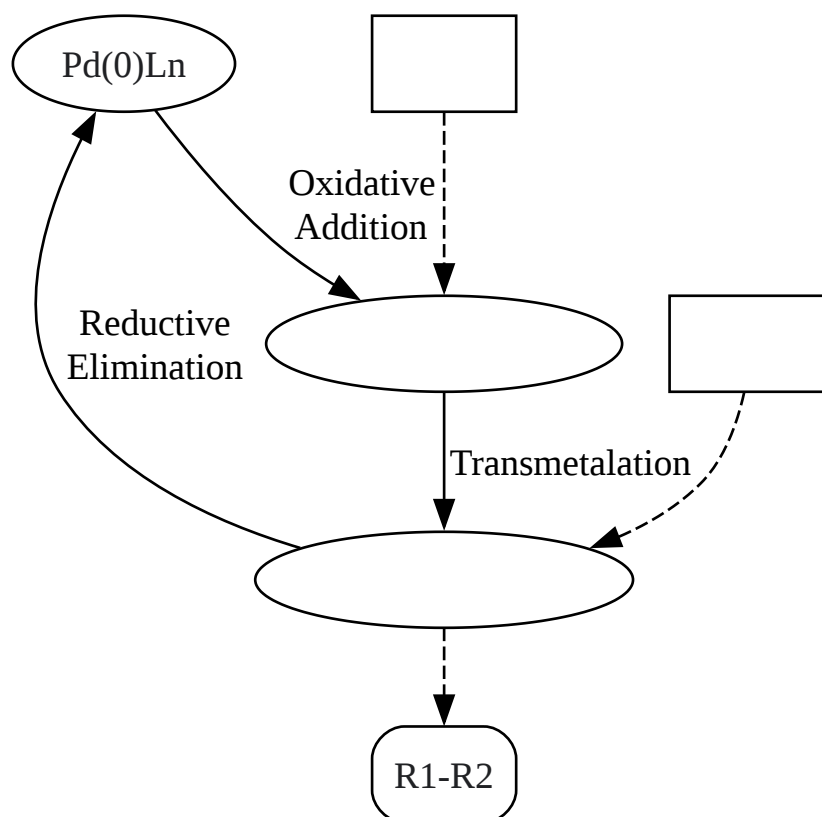 Pd(0)Ln
Oxidative
Addition
Reductive
Elimination
Transmetalation
R1-R2